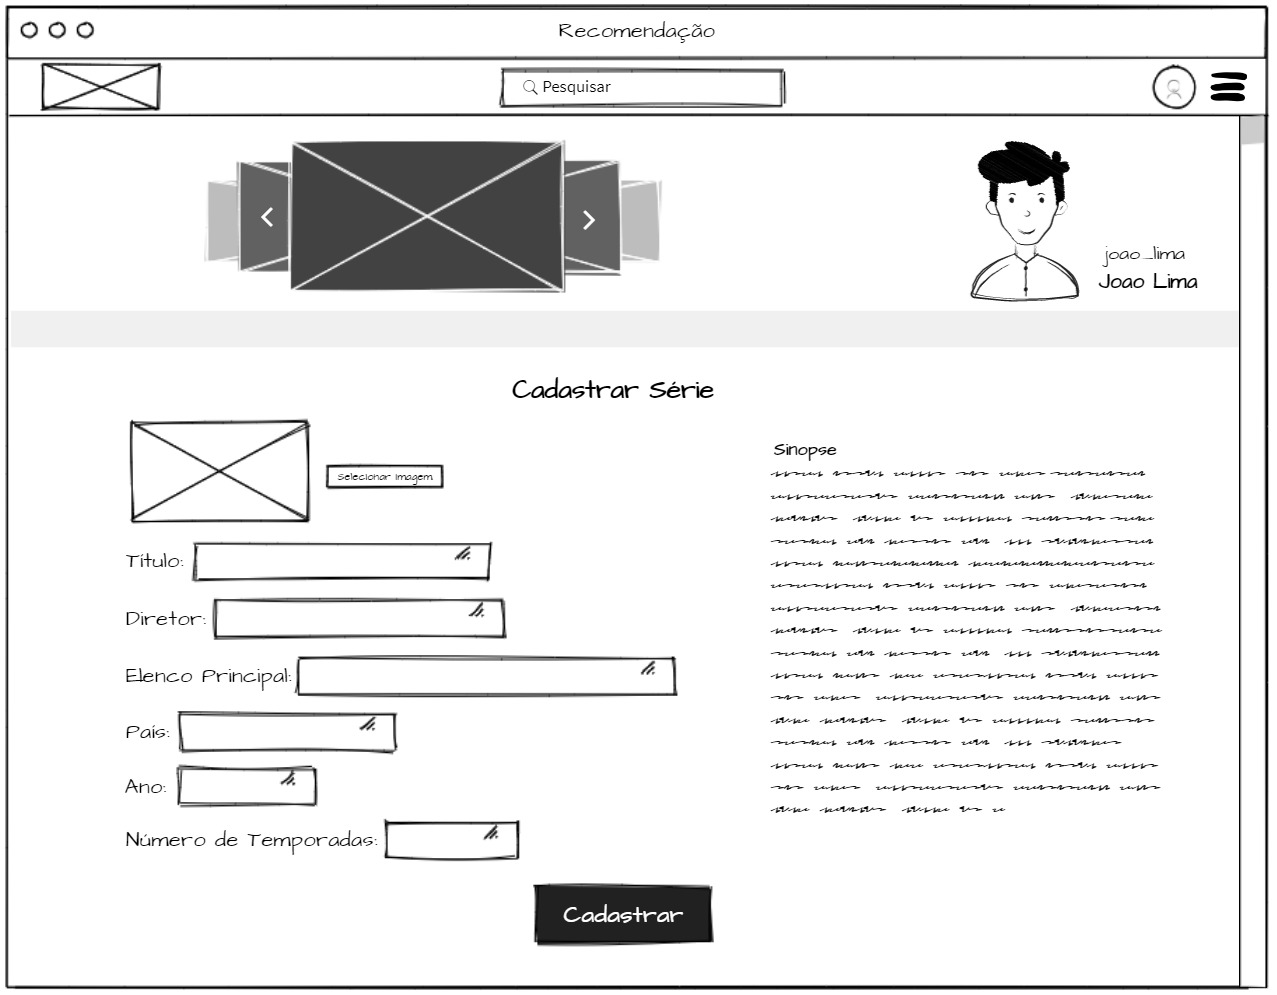 Recomendação
Pesquisar
joao_lima
Joao Lima
Cadastrar Série
Selecionar imagem
Sinopse
Título:
Diretor:
Elenco Principal:
País:
Ano:
Número de Temporadas:
Cadastrar